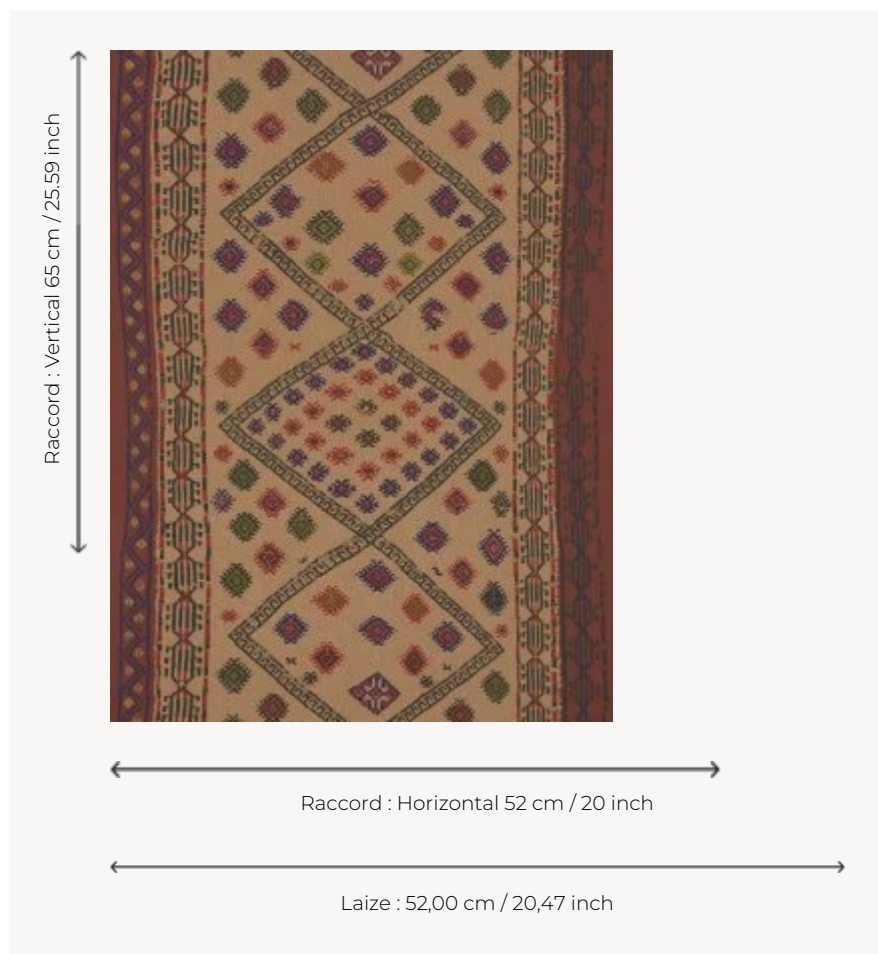 Raccord : Vertical 65 cm / 25.59 inch
Raccord : Horizontal 52 cm / 20 inch
Laize : 52,00 cm / 20,47 inch